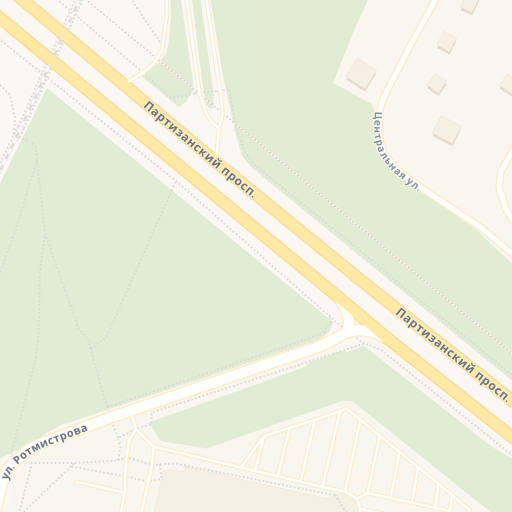 Партизанский просп.
Центральная ул.
Партизанский просп.
ул. Ротмистрова